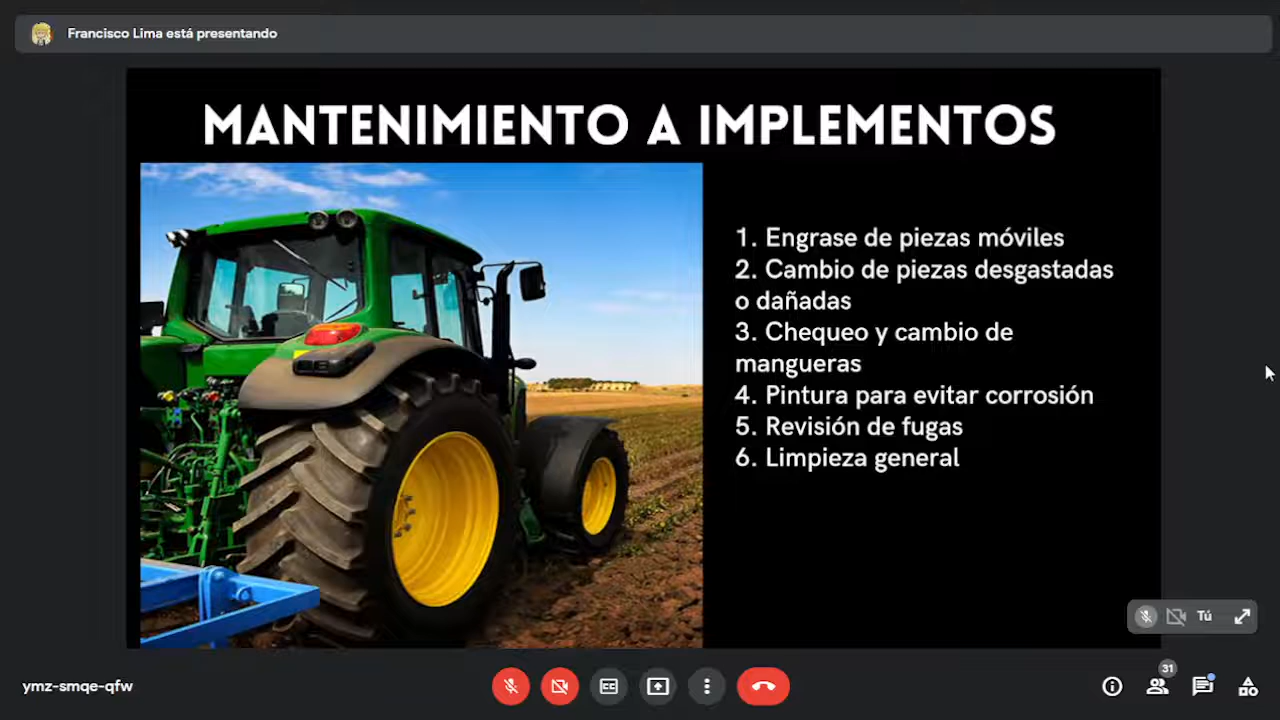 Francisco Lima está presentando
MANTENIMIENTO A IMPLEMENTOS
1. Engrase de piezas móviles
2. Cambio de piezas desgastadas
o dañadas
3. Chequeo y cambio de
mangueras
4. Pintura para evitar corrosión
5. Revisión de fugas
6. Limpieza general
Tú
31
ymz-smqe-qfw